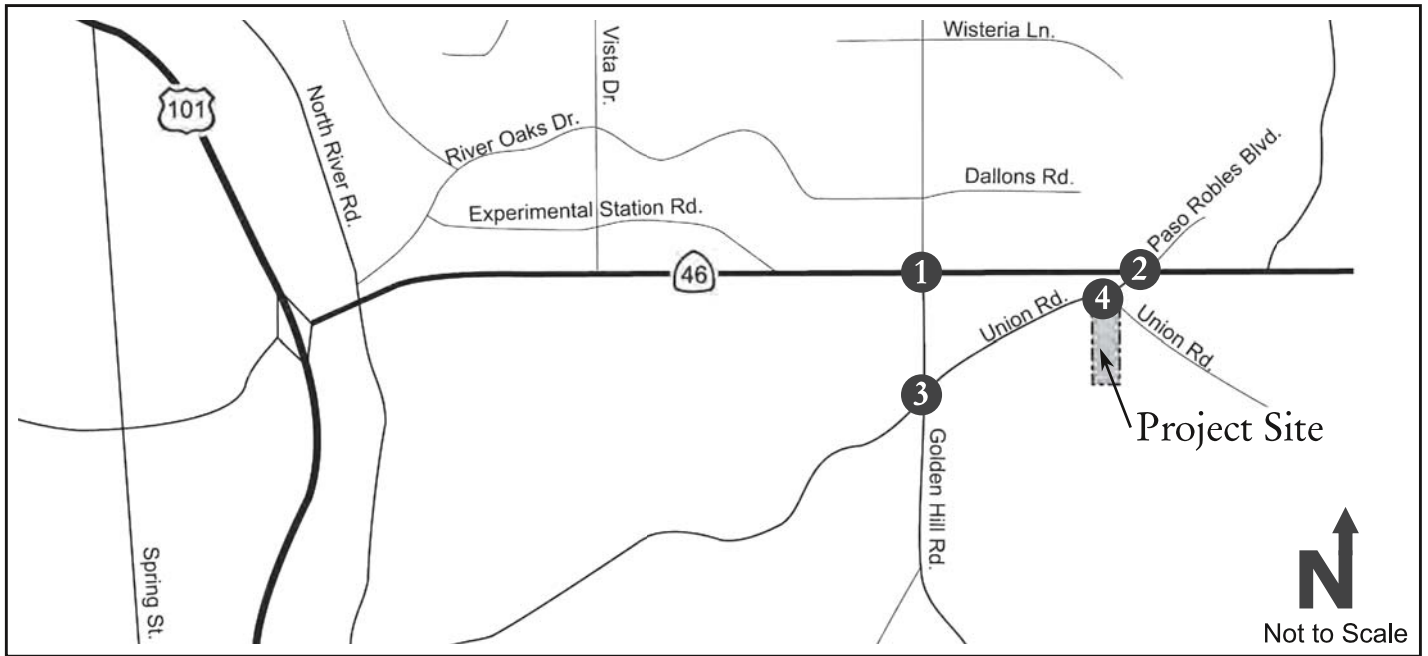 Wisteria Ln.
Vista Dr.
101
North River Rd.
River Oaks Dr.
Paso Robles Blvd.
Dallons Rd.
Experimental Station Rd.
46
1
2
4
Union Rd.
Union Rd.
3
Project Site
Golden Hill Rd.
Spring St.
N
Not to Scale